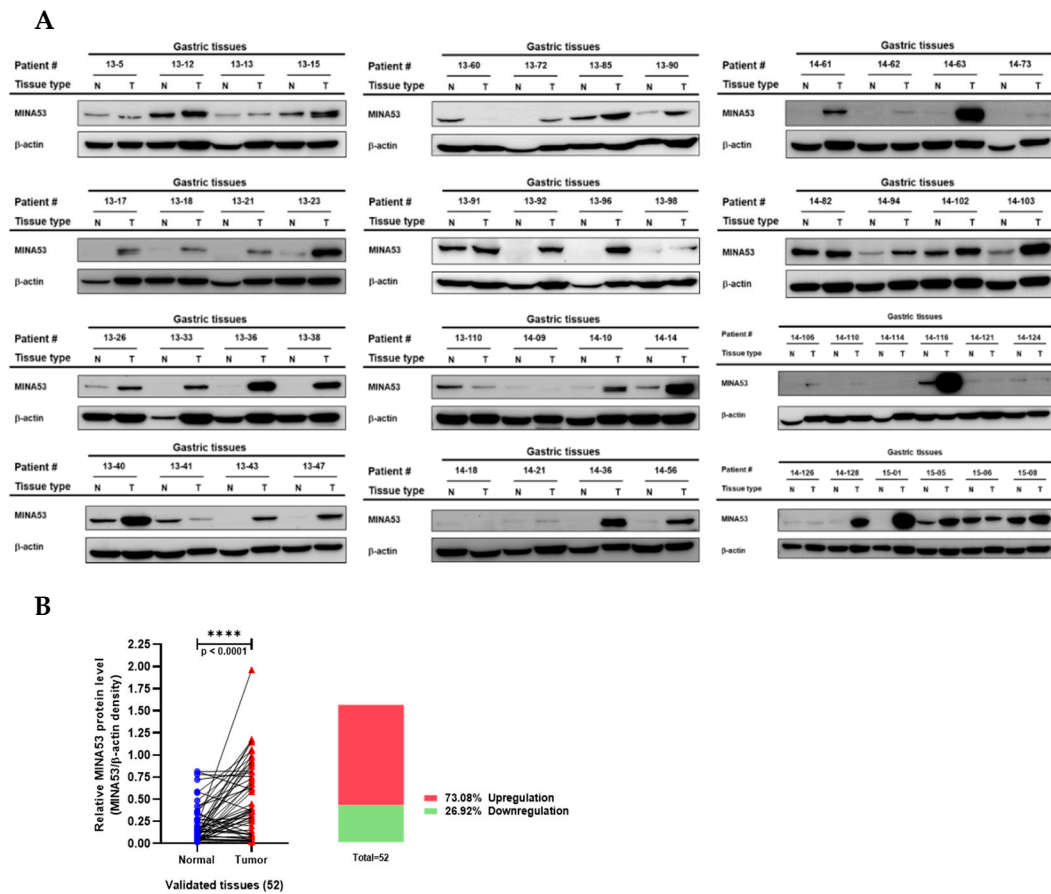 A
Gastric tissues
Patient # 13-5 13-12 13-13 13-15
Tissue type N T N T N T N T
MINA53
β-actin
Gastric tissues
Patient # 13-60 13-72 13-85 13-90
Tissue type N T N T N T N T
MINA53
β-actin
Gastric tissues
Patient # 14-61 14-62 14-63 14-73
Tissue type N T N T N T N T
MINA53
β-actin
Gastric tissues
Patient # 13-17 13-18 13-21 13-23
Tissue type N T N T N T N T
MINA53
β-actin
Gastric tissues
Patient # 13-91 13-92 13-96 13-98
Tissue type N T N T N T N T
MINA53
β-actin
Gastric tissues
Patient # 14-82 14-94 14-102 14-103
Tissue type N T N T N T N T
MINA53
β-actin
Gastric tissues
Patient # 13-26 13-33 13-36 13-38
Tissue type N T N T N T N T
MINA53
β-actin
Gastric tissues
Patient # 13-110 14-09 14-10 14-14
Tissue type N T N T N T N T
MINA53
β-actin
Gastric tissues
Patient # 14-106 14-110 14-114 14-116 14-121 14-124
Tissue type N T N T N T N T N T N T
MINA53
β-actin
Gastric tissues
Patient # 13-40 13-41 13-43 13-47
Tissue type N T N T N T N T
MINA53
β-actin
Gastric tissues
Patient # 14-18 14-21 14-36 14-56
Tissue type N T N T N T N T
MINA53
β-actin
Gastric tissues
Patient # 14-126 14-128 15-01 15-05 15-06 15-08
Tissue type N T N T N T N T N T N T
MINA53
β-actin
B
Relative MINA53 protein level
(MINA53/β-actin density)
****
p < 0.0001
2.25
2.00
1.75
1.50
1.25
1.00
0.75
0.50
0.25
0.00
Normal Tumor
Validated tissues (52)
73.08% Upregulation
26.92% Downregulation
Total=52